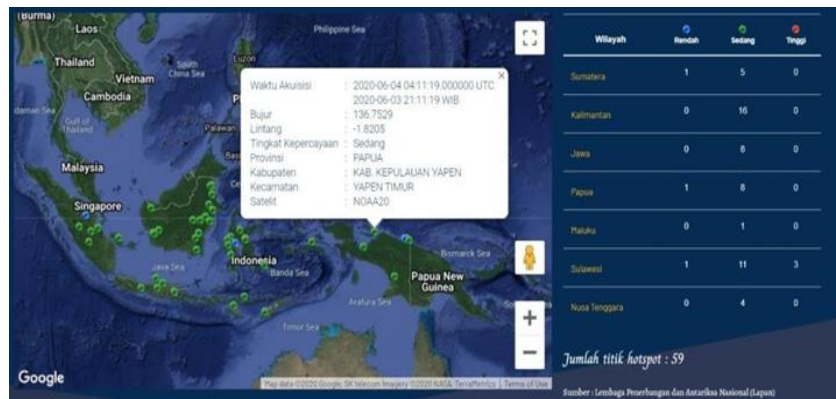 (Burma)
Laos
Philippine Sea
Thailand
South
China Sea
Luzon
Vietnam
Cambodia
Gulf of
Thailand
Palawan
Malaysia
Singapore
Indonesia
Java Sea
Banda Sea
Bismarck Sea
Papua New
Guinea
Arafura Sea
Timor Sea
Waktu Akuisisi : 2020-06-04 04:11:19.000000 UTC
2020-06-03 21:11:19 WIB
Bujur : 136.7529
Lintang : -1.8205
Tingkat Kepercayaan : Sedang
Provinsi : PAPUA
Kabupaten : KAB. KEPULAUAN YAPEN
Kecamatan : YAPEN TIMUR
Satelit : NOAA20
Google
Map data ©2020 Google, SK telecom Imagery ©2020 NASA, TerraMetrics Terms of Use
Wilayah Rendah Sedang Tinggi
Sumatera 1 5 0
Kalimantan 0 16 0
Jawa 0 8 0
Papua 1 8 0
Maluku 0 1 0
Sulawesi 1 11 3
Nusa Tenggara 0 4 0
Jumlah titik hotspot : 59
Sumber : Lembaga Penerbangan dan Antariksa Nasional (Lapan)